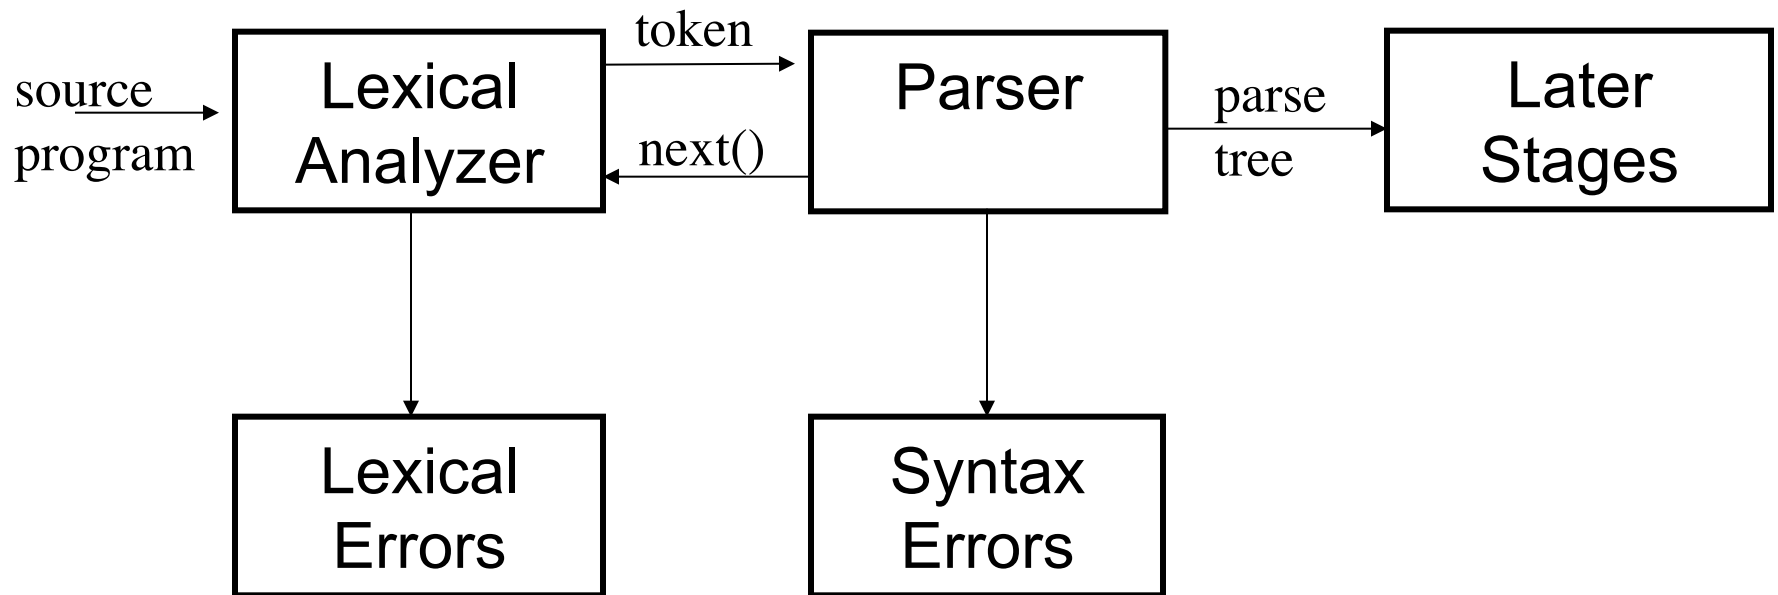 source
program
Lexical
Analyzer
token
next()
Parser
parse
tree
Later
Stages
Lexical
Errors
Syntax
Errors